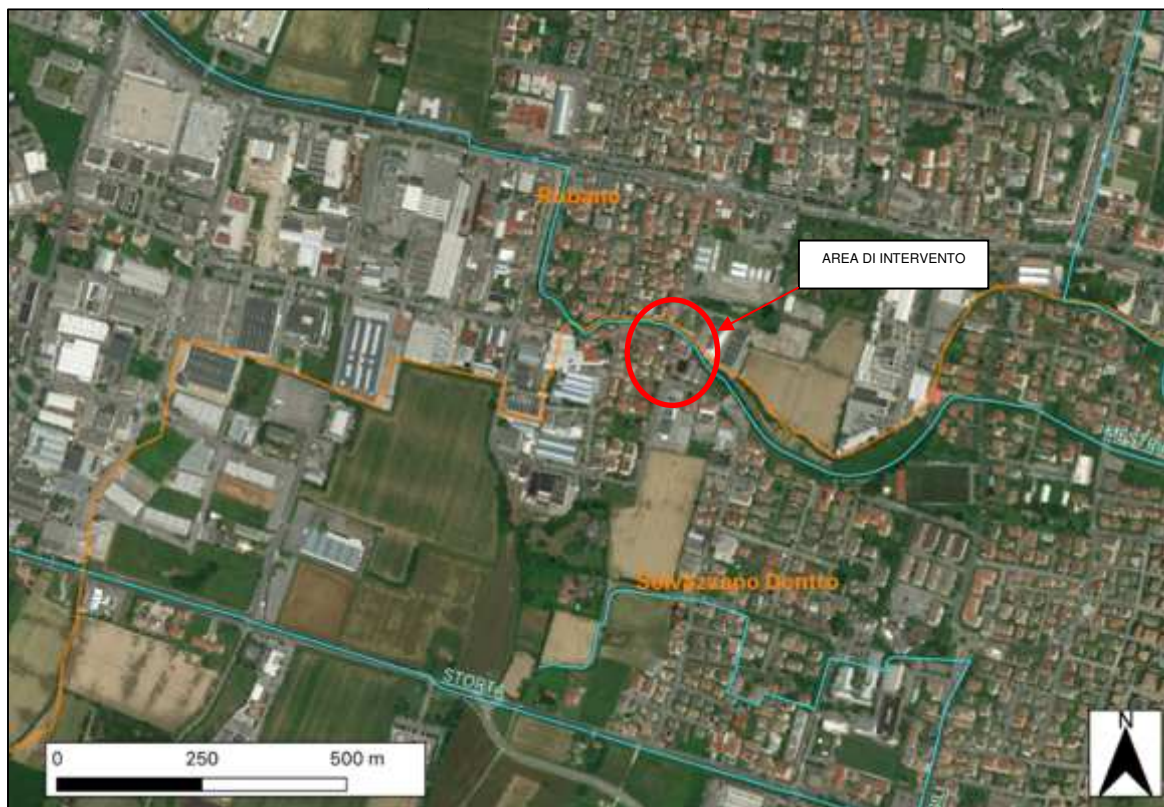 Rubano
AREA DI INTERVENTO
Selvazzano Dentro
STORTA
0 250 500 m
N